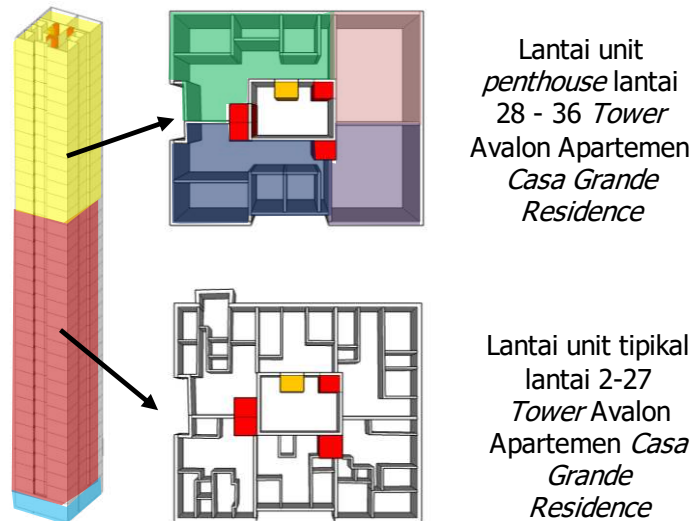 Lantai unit
penthouse lantai
28 - 36 Tower
Avalon Apartemen
Casa Grande
Residence
Lantai unit tipikal
lantai 2-27
Tower Avalon
Apartemen Casa
Grande
Residence